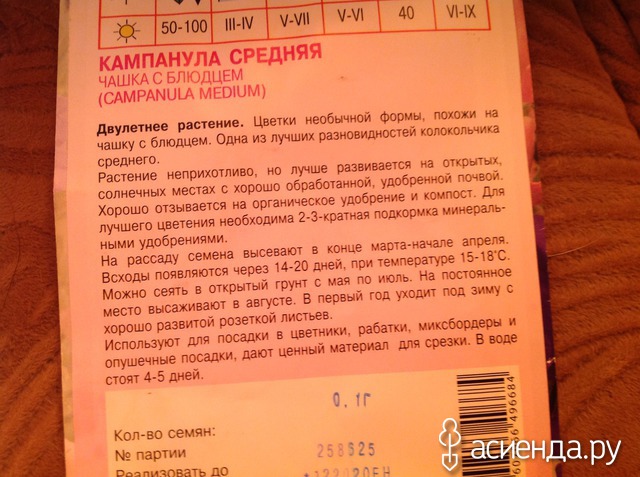 50-100 III-IV V-VII V-VI 40 VI-IX
КАМПАНУЛА СРЕДНЯЯ
ЧАШКА С БЛЮДЦЕМ
(CAMPANULA MEDIUM)
Двулетнее растение. Цветки необычной формы, похожи на
чашку с блюдцем. Одна из лучших разновидностей колокольчика
среднего.
Растение неприхотливо, но лучше развивается на открытых,
солнечных местах с хорошо обработанной, удобренной почвой.
Хорошо отзывается на органическое удобрение и компост. Для
лучшего цветения необходима 2-3-кратная подкормка минераль-
ными удобрениями.
На рассаду семена высевают в конце марта-начале апреля.
Всходы появляются через 14-20 дней, при температуре 15-18°С.
Можно сеять в открытый грунт с мая по июль. На постоянное
место высаживают в августе. В первый год уходит под зиму с
хорошо развитой розеткой листьев.
Используют для посадки в цветники, рабатки, миксбордеры и
опушечные посадки, дают ценный материал для срезки. В воде
стоят 4-5 дней.
0.1г
Кол-во семян:
№ партии 258625
Реализовать до
496684
асиенда.ру